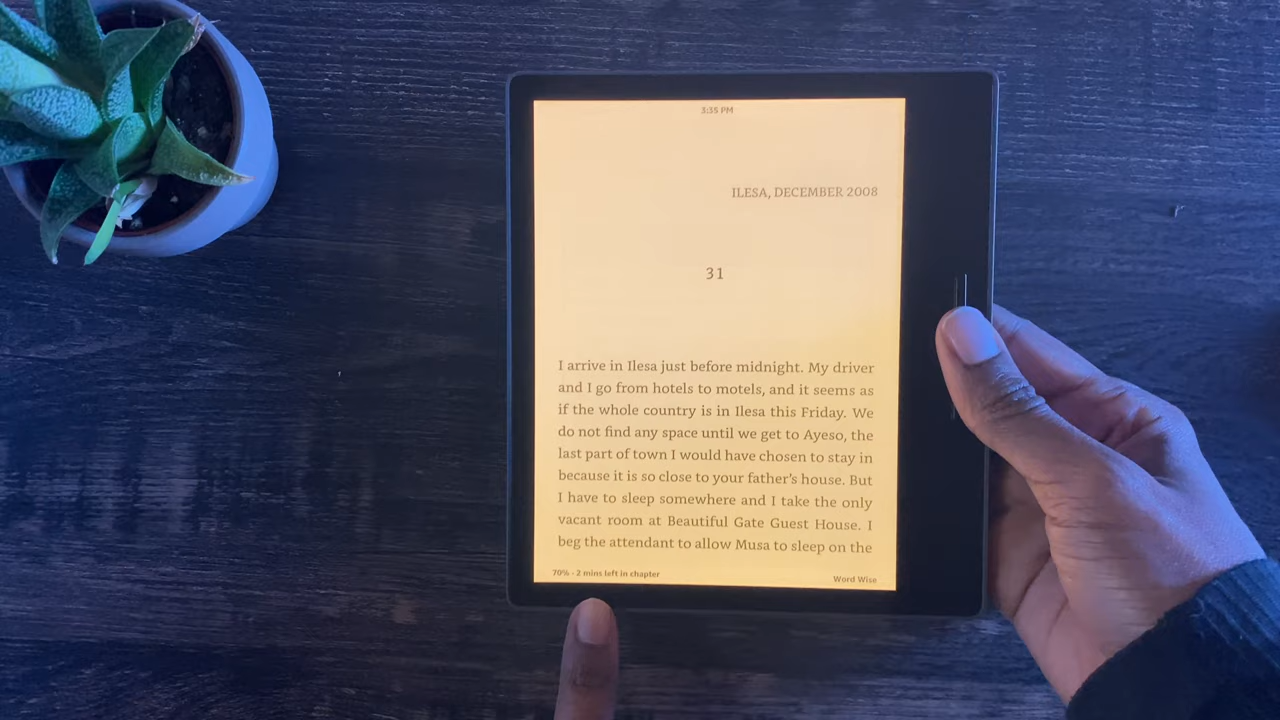 3:35 PM
ILESA, DECEMBER 2008
31
I arrive in Ilesa just before midnight. My driver
and I go from hotels to motels, and it seems as
if the whole country is in Ilesa this Friday. We
do not find any space until we get to Ayeso, the
last part of town I would have chosen to stay in
because it is so close to your father's house. But
I have to sleep somewhere and I take the only
vacant room at Beautiful Gate Guest House. I
beg the attendant to allow Musa to sleep on the
70% - 2 mins left in chapter
Word Wise